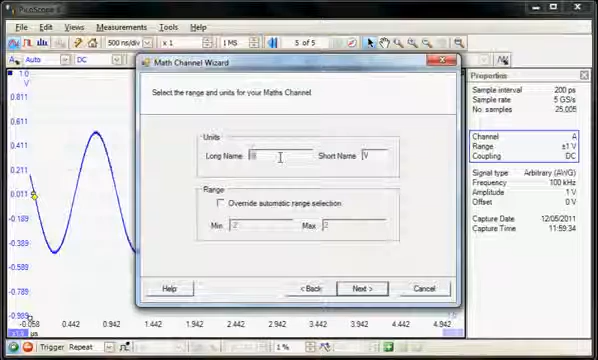 PicoScope 6
File Edit Views Measurements Tools Help
500 ns/div x 1 1 MS 5 of 5
A Auto DC
Math Channel Wizard
Select the range and units for your Maths Channel
Units
Long Name Short Name V
Range
Override automatic range selection
Min -2 Max 2
Help < Back Next > Cancel
1.0
V
0.811
0.611
0.411
0.211
0.011
-0.189
-0.389
-0.589
-0.789
-0.989
-0.058 0.442 0.942 1.442 1.942 2.442 2.942 3.442 3.942 4.442 4.942
x1.0 µs 1.0
Properties
Sample interval 200 ps
Sample rate 5 GS/s
No. samples 25,005
Channel A
Range ±1 V
Coupling DC
Signal type Arbitrary (AWG)
Frequency 100 kHz
Amplitude 1 V
Offset 0 V
Capture Date 12/05/2011
Capture Time 11:59:34
Trigger Repeat 1 %